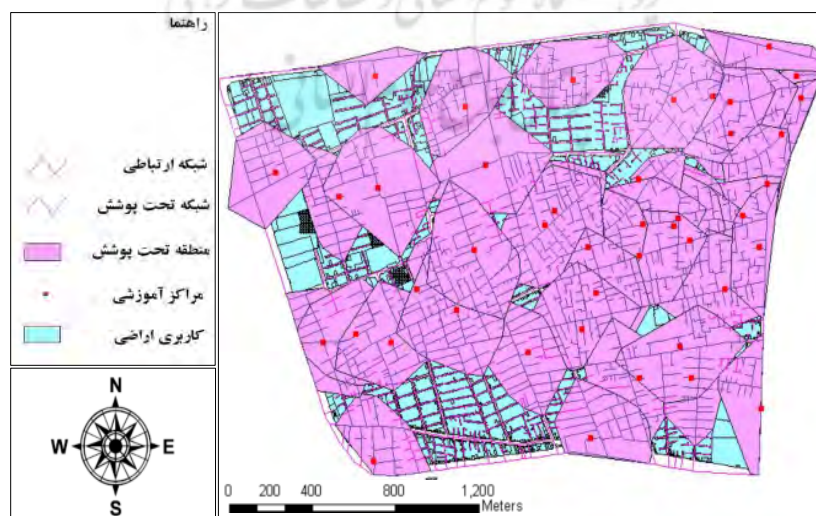 راهنما
شبکه ارتباطی
شبکه تحت پوشش
منطقه تحت پوشش
مراکز آموزشی
کاربری اراضی
N
W E
S
0 200 400 800 1,200
Meters